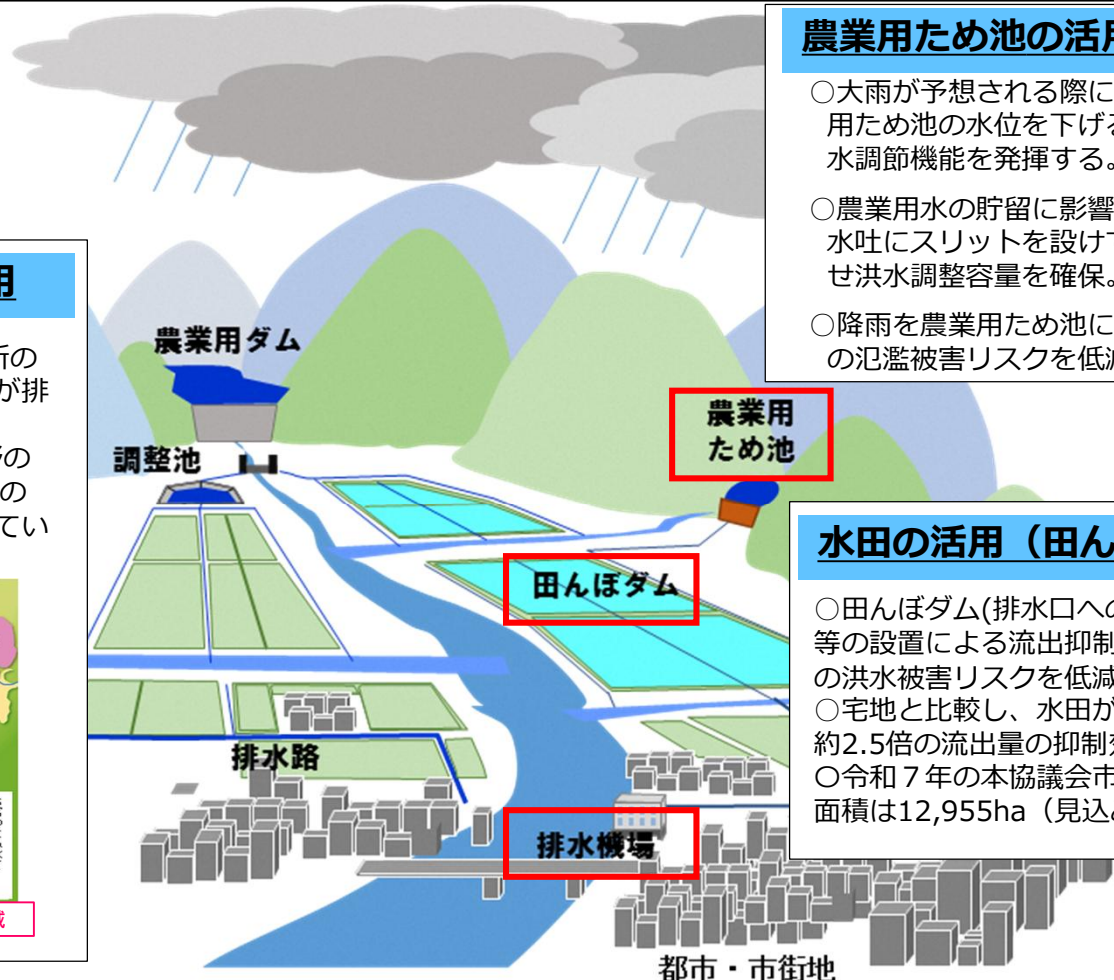 農業用ため池の活用
○大雨が予想される際に
用ため池の水位を下げる
水調節機能を発揮する。
○農業用水の貯留に影響
水吐にスリットを設けて
せ洪水調整容量を確保。
○降雨を農業用ため池に
の氾濫被害リスクを低減
用
所の
が排
の
の
てい
減
農業用ダム
調整池
農業用
ため池
田んぼダム
排水路
排水機場
都市・市街地
水田の活用（田ん
○田んぼダム(排水口への
等の設置による流出抑制
の洪水被害リスクを低減
○宅地と比較し、水田が
約2.5倍の流出量の抑制
〇令和７年の本協議会市
面積は12,955ha（見込